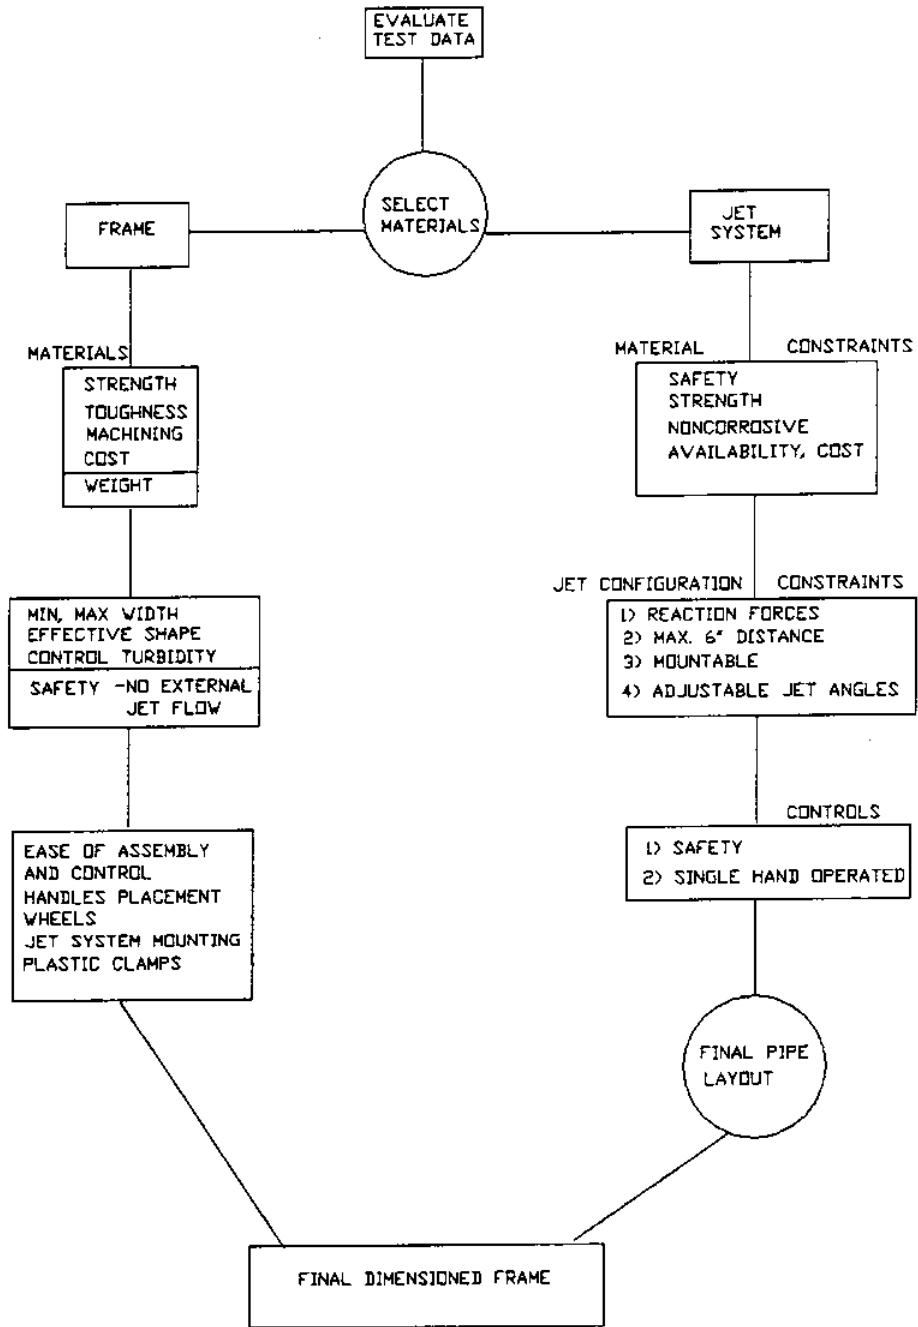 EVALUATE
TEST DATA
SELECT
MATERIALS
FRAME
JET
SYSTEM
MATERIALS
STRENGTH
TOUGHNESS
MACHINING
COST
WEIGHT
MIN, MAX WIDTH
EFFECTIVE SHAPE
CONTROL TURBIDITY
SAFETY -NO EXTERNAL
JET FLOW
EASE OF ASSEMBLY
AND CONTROL
HANDLES PLACEMENT
WHEELS
JET SYSTEM MOUNTING
PLASTIC CLAMPS
MATERIAL CONSTRAINTS
SAFETY
STRENGTH
NONCORROSIVE
AVAILABILITY, COST
JET CONFIGURATION CONSTRAINTS
1) REACTION FORCES
2) MAX. 6" DISTANCE
3) MOUNTABLE
4) ADJUSTABLE JET ANGLES
CONTROLS
1) SAFETY
2) SINGLE HAND OPERATED
FINAL PIPE
LAYOUT
FINAL DIMENSIONED FRAME